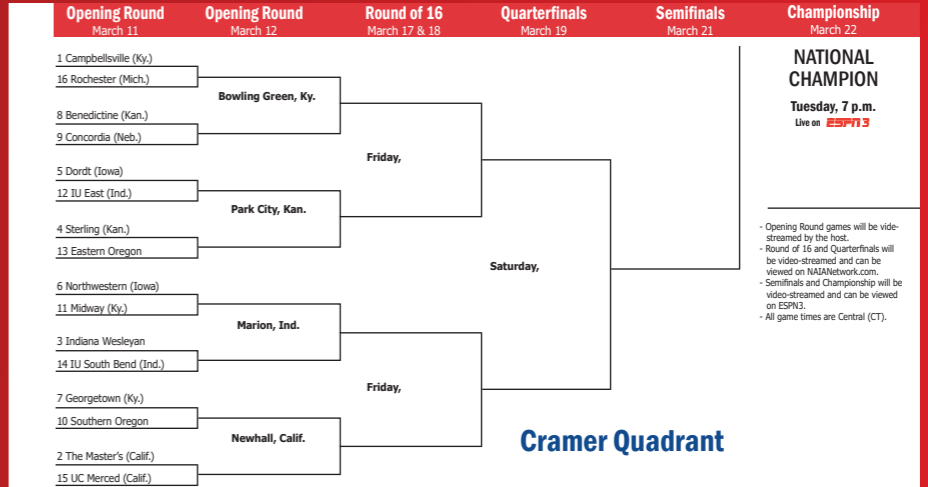 Opening Round
March 11
Opening Round
March 12
Round of 16
March 17 & 18
Quarterfinals
March 19
Semifinals
March 21
Championship
March 22
1 Campbellsville (Ky.)
16 Rochester (Mich.)
8 Benedictine (Kan.)
9 Concordia (Neb.)
5 Dordt (Iowa)
12 IU East (Ind.)
4 Sterling (Kan.)
13 Eastern Oregon
6 Northwestern (Iowa)
11 Midway (Ky.)
3 Indiana Wesleyan
14 IU South Bend (Ind.)
7 Georgetown (Ky.)
10 Southern Oregon
2 The Master's (Calif.)
15 UC Merced (Calif.)
Bowling Green, Ky.
Park City, Kan.
Marion, Ind.
Newhall, Calif.
Friday,
Friday,
Saturday,
NATIONAL
CHAMPION
Tuesday, 7 p.m.
Live on ESPN3
- Opening Round games will be vide-
streamed by the host.
- Round of 16 and Quarterfinals will
be video-streamed and can be
viewed on NAIANetwork.com.
- Semifinals and Championship will be
video-streamed and can be viewed
on ESPN3.
- All game times are Central (CT).
Cramer Quadrant